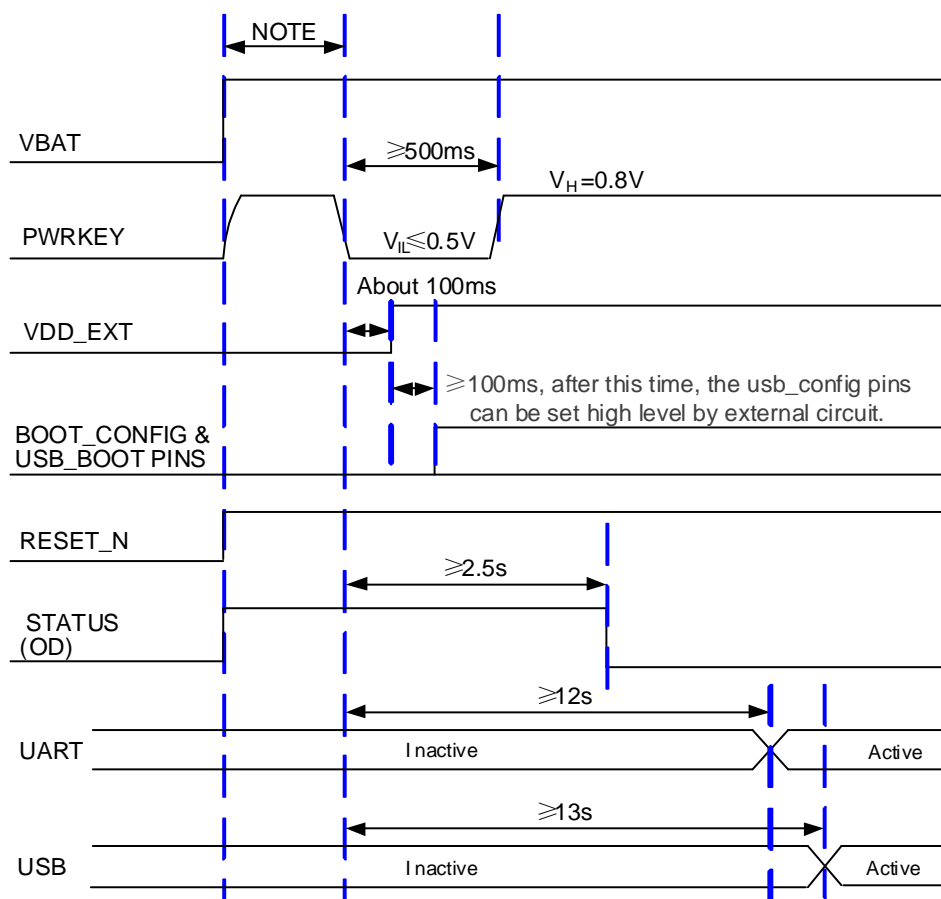 NOTE
VBAT
≥500ms
VH=0.8V
PWRKEY
VIL≤0.5V
About 100ms
VDD_EXT
≥100ms, after this time, the usb_config pins
can be set high level by external circuit.
BOOT_CONFIG &
USB_BOOT PINS
RESET_N
≥2.5s
STATUS
(OD)
≥12s
UART
Inactive
Active
≥13s
USB
Inactive
Active